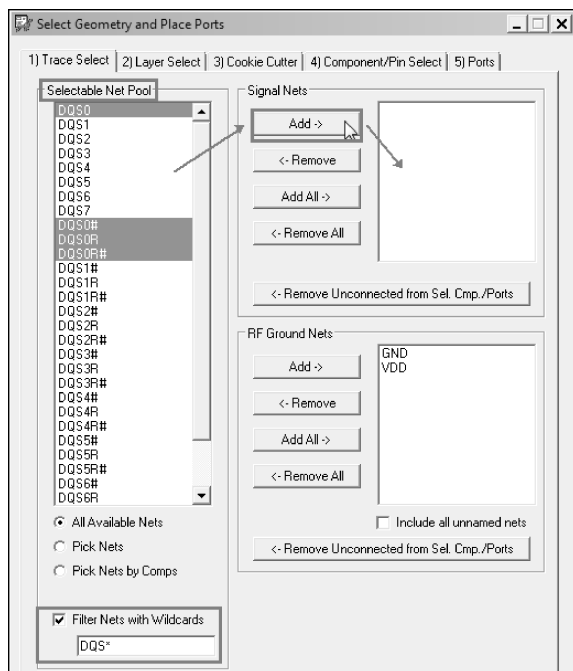 Select Geometry and Place Ports
1) Trace Select
2) Layer Select
3) Cookie Cutter
4) Component/Pin Select
5) Ports
Selectable Net Pool
DQS0
DQS1
DQS2
DQS3
DQS4
DQS5
DQS6
DQS7
DQS0#
DQS0R
DQS0R#
DQS1#
DQS1R
DQS1R#
DQS2#
DQS2R
DQS2R#
DQS3#
DQS3R
DQS3R#
DQS4#
DQS4R
DQS4R#
DQS5#
DQS5R
DQS5R#
DQS6#
DQS6R
All Available Nets
Pick Nets
Pick Nets by Comps
Filter Nets with Wildcards
DQS*
Signal Nets
Add ->
<- Remove
Add All ->
<- Remove All
<- Remove Unconnected from Sel. Cmp./Ports
RF Ground Nets
Add ->
<- Remove
Add All ->
<- Remove All
GND
VDD
Include all unnamed nets
<- Remove Unconnected from Sel. Cmp./Ports